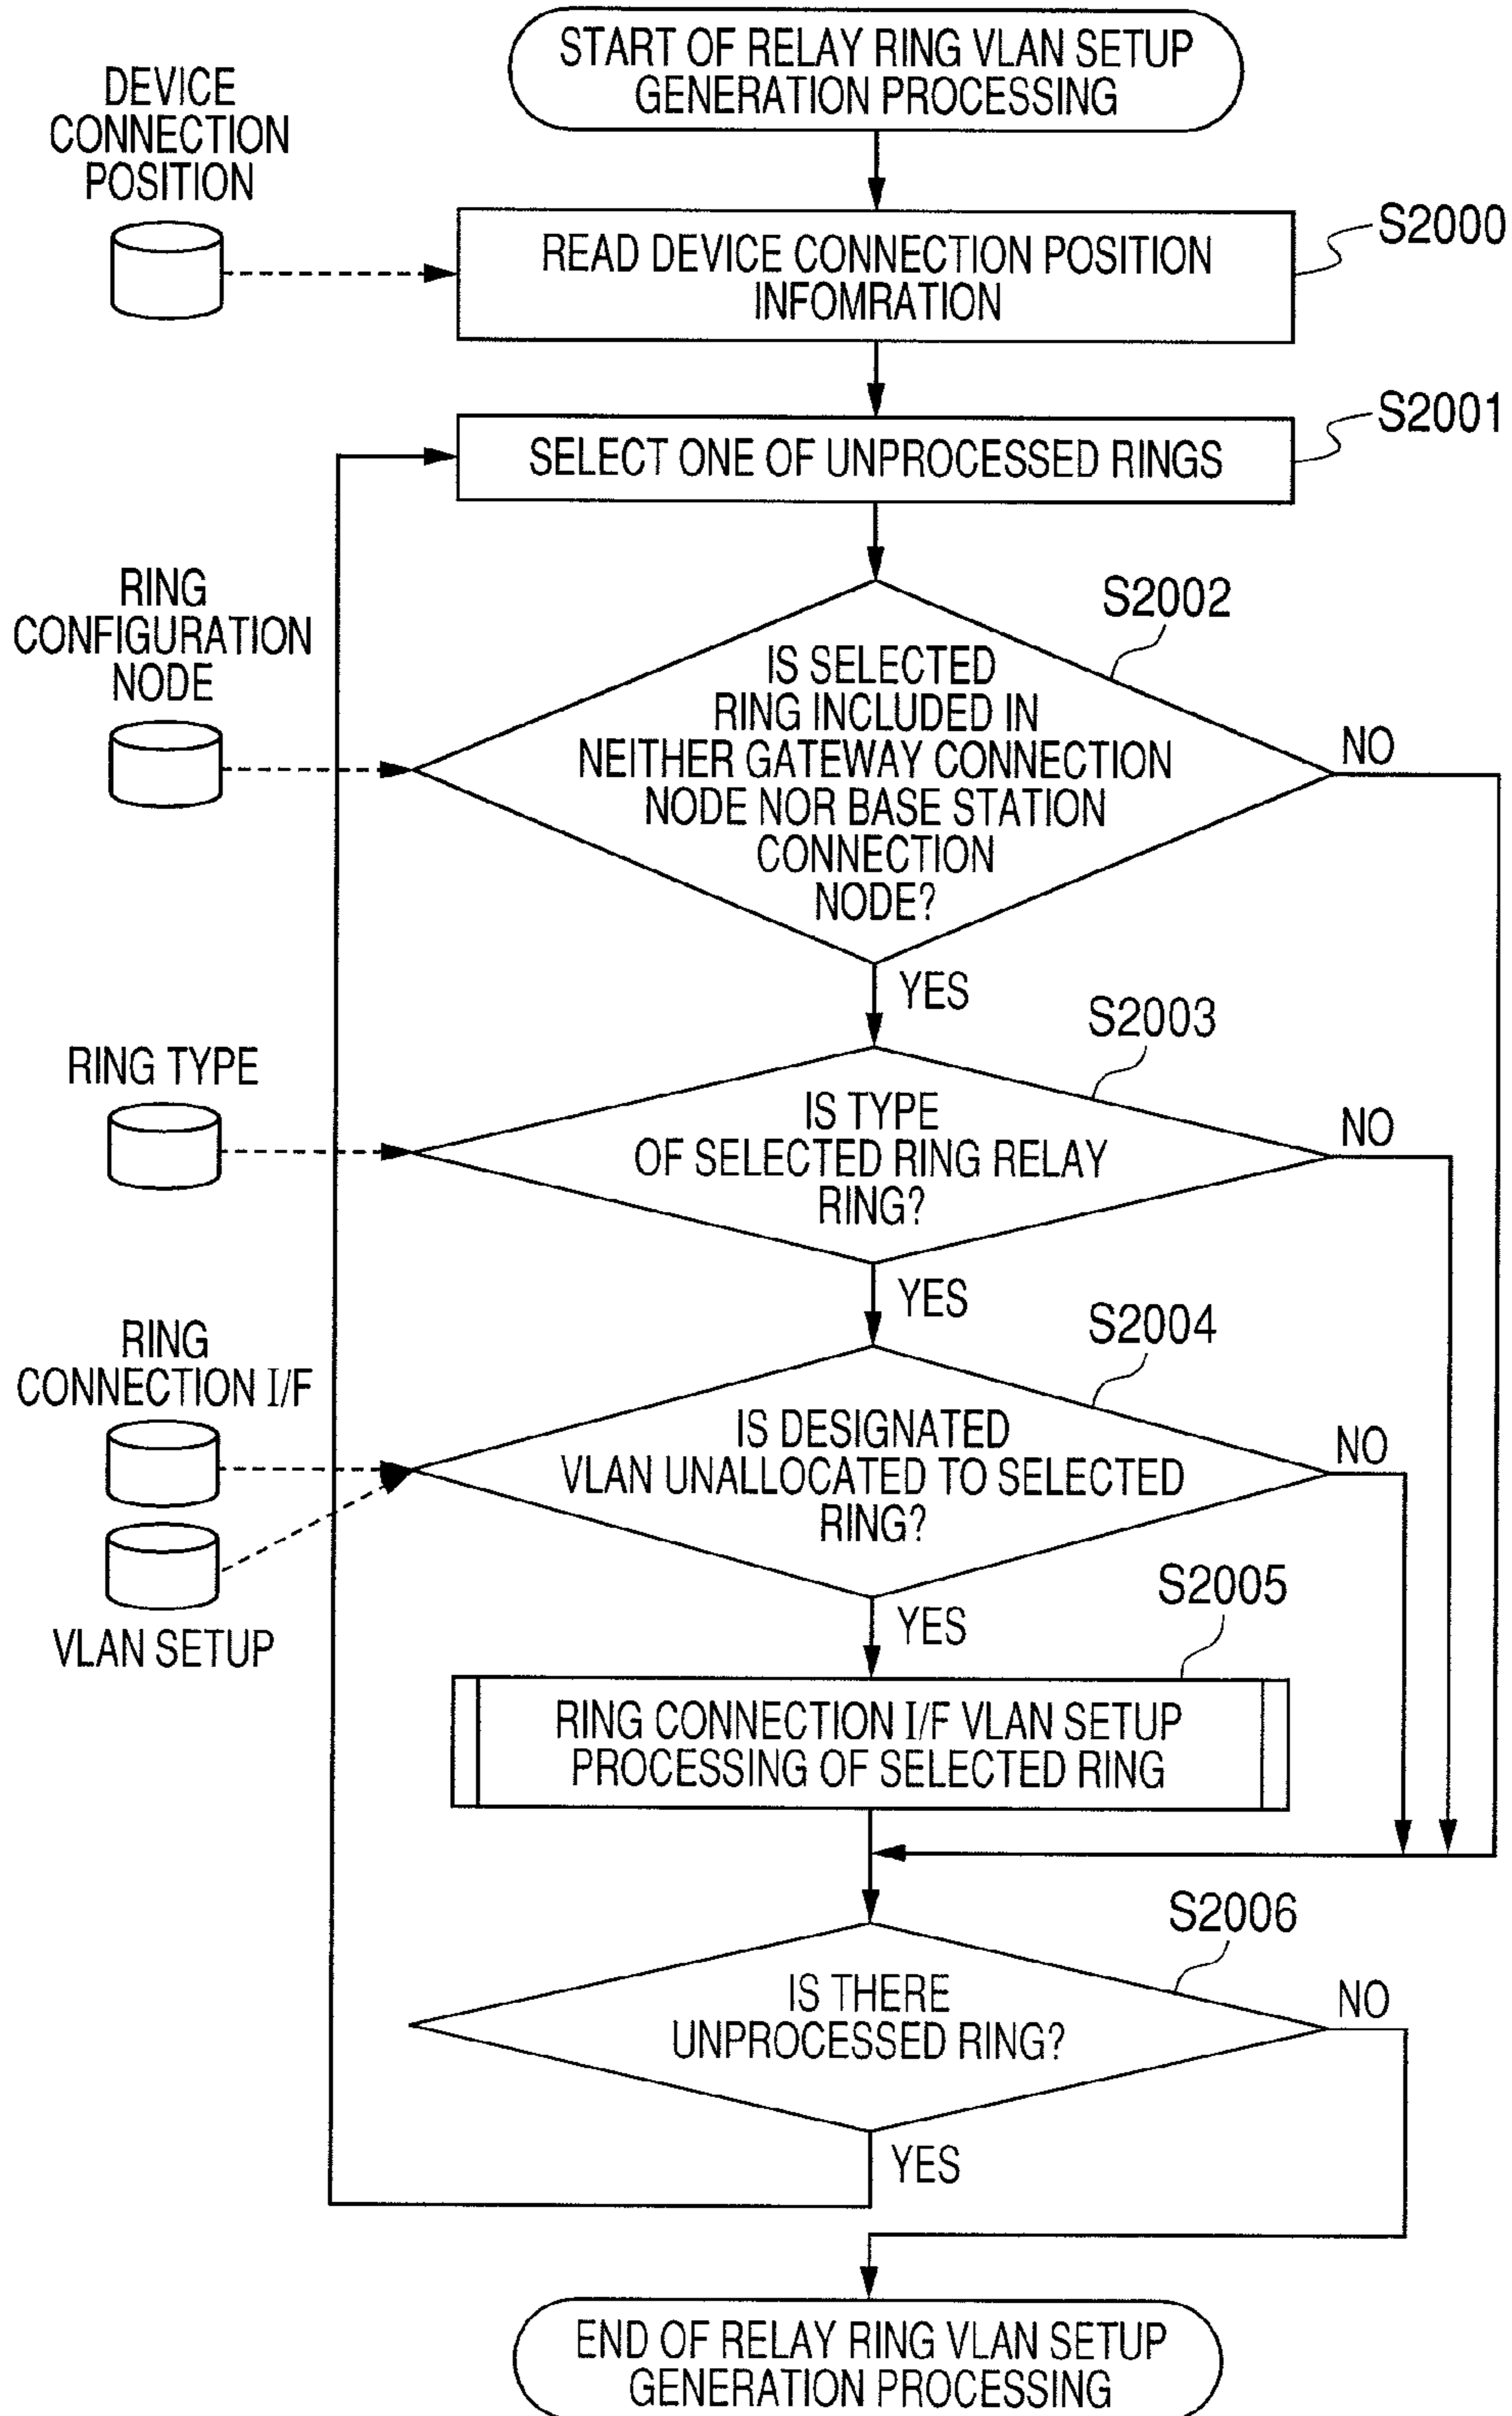 START OF RELAY RING VLAN SETUP
GENERATION PROCESSING
DEVICE
CONNECTION
POSITION
READ DEVICE CONNECTION POSITION
INFOMRATION
S2000
SELECT ONE OF UNPROCESSED RINGS
S2001
RING
CONFIGURATION
NODE
S2002
IS SELECTED
RING INCLUDED IN
NEITHER GATEWAY CONNECTION
NODE NOR BASE STATION
CONNECTION
NODE?
NO
YES
RING TYPE
S2003
IS TYPE
OF SELECTED RING RELAY
RING?
NO
YES
RING
CONNECTION I/F
VLAN SETUP
S2004
IS DESIGNATED
VLAN UNALLOCATED TO SELECTED
RING?
NO
YES
S2005
RING CONNECTION I/F VLAN SETUP
PROCESSING OF SELECTED RING
S2006
IS THERE
UNPROCESSED RING?
NO
YES
END OF RELAY RING VLAN SETUP
GENERATION PROCESSING